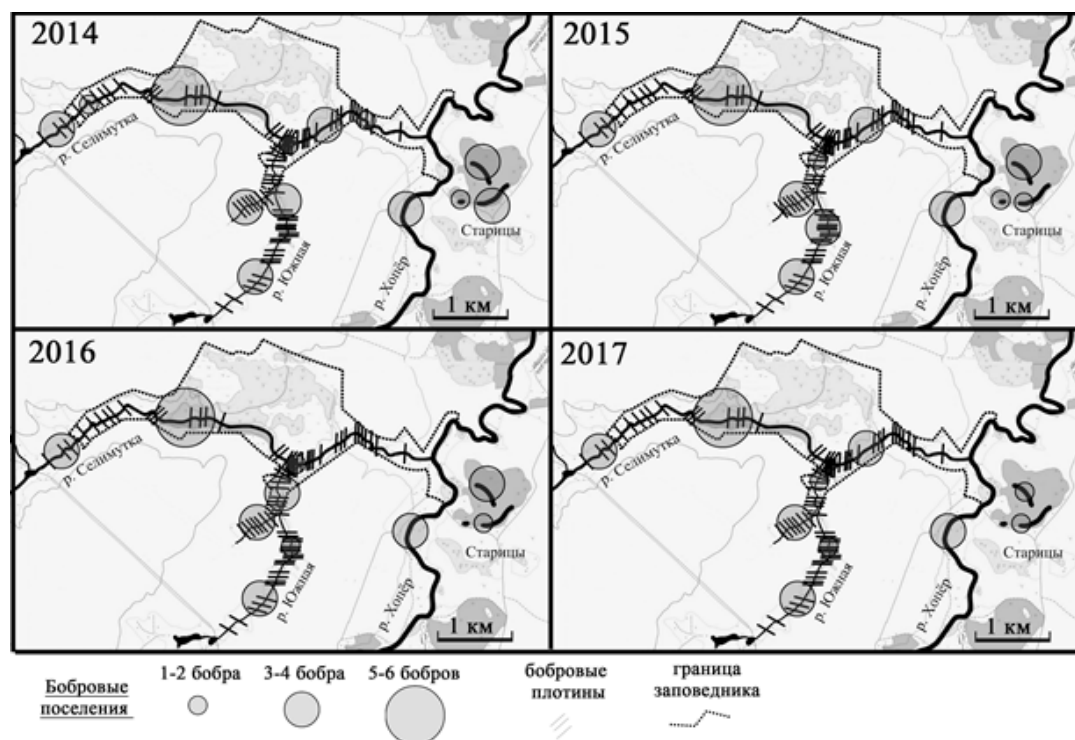 2014
р. Селимутка
р. Южная
р. Хопёр
Старицы
1 км
2015
р. Селимутка
р. Южная
р. Хопёр
Старицы
1 км
2016
р. Селимутка
р. Южная
р. Хопёр
Старицы
1 км
2017
р. Селимутка
р. Южная
р. Хопёр
Старицы
1 км
Бобровые
поселения
1-2 бобра
3-4 бобра
5-6 бобров
бобровые
плотины
граница
заповедника